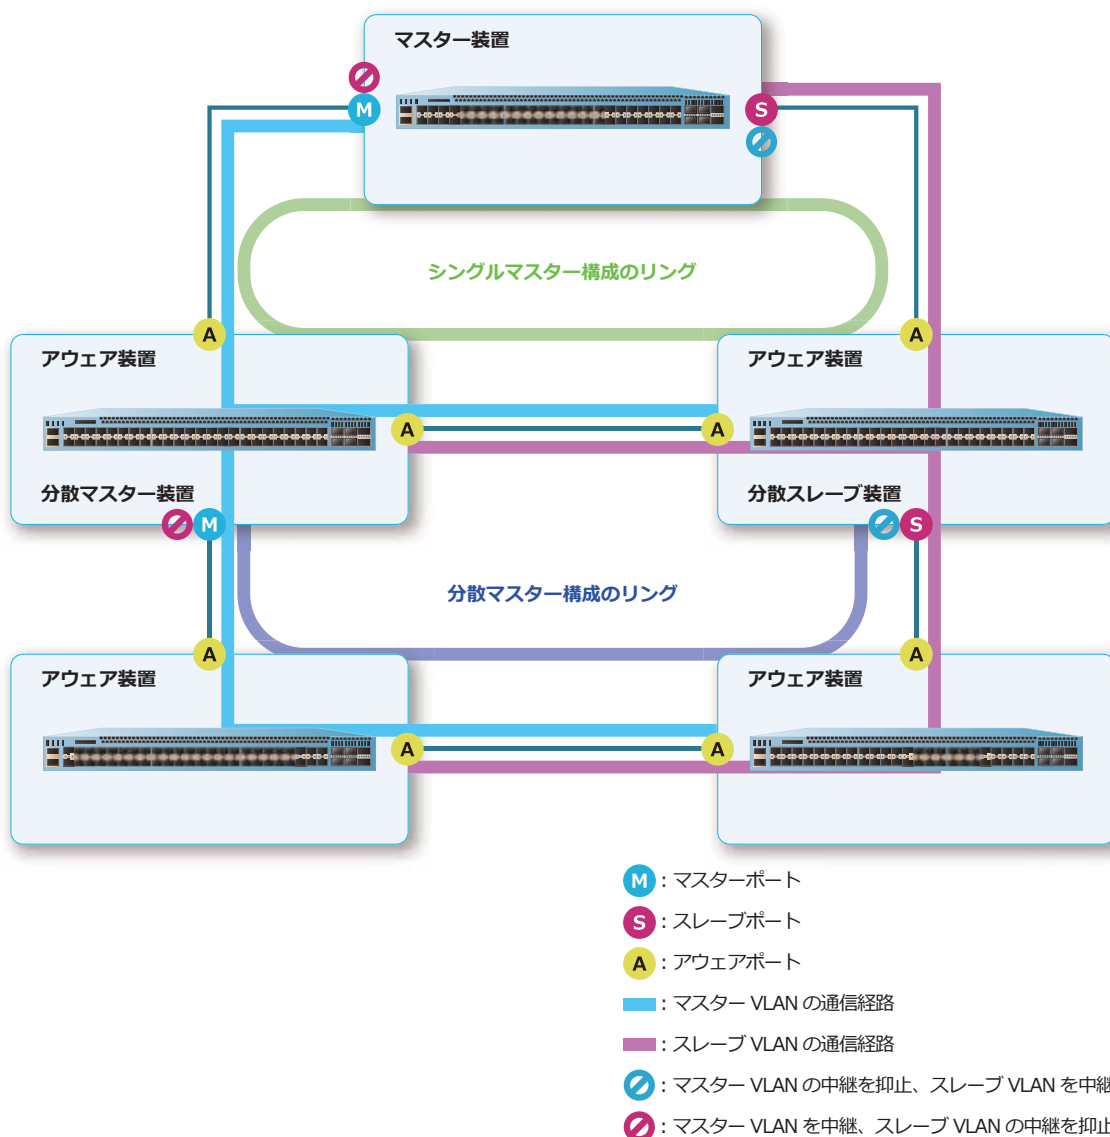 マスター装置
M
S
シングルマスター構成のリング
A
A
アウェア装置
アウェア装置
A
A
分散マスター装置
分散スレーブ装置
M
S
分散マスター構成のリング
A
A
アウェア装置
アウェア装置
A
A
M : マスターポート
S : スレーブポート
A : アウェアポート
: マスター VLAN の通信経路
: スレーブ VLAN の通信経路
: マスター VLAN の中継を抑止、スレーブ VLAN を中継
: マスター VLAN を中継、スレーブ VLAN の中継を抑止